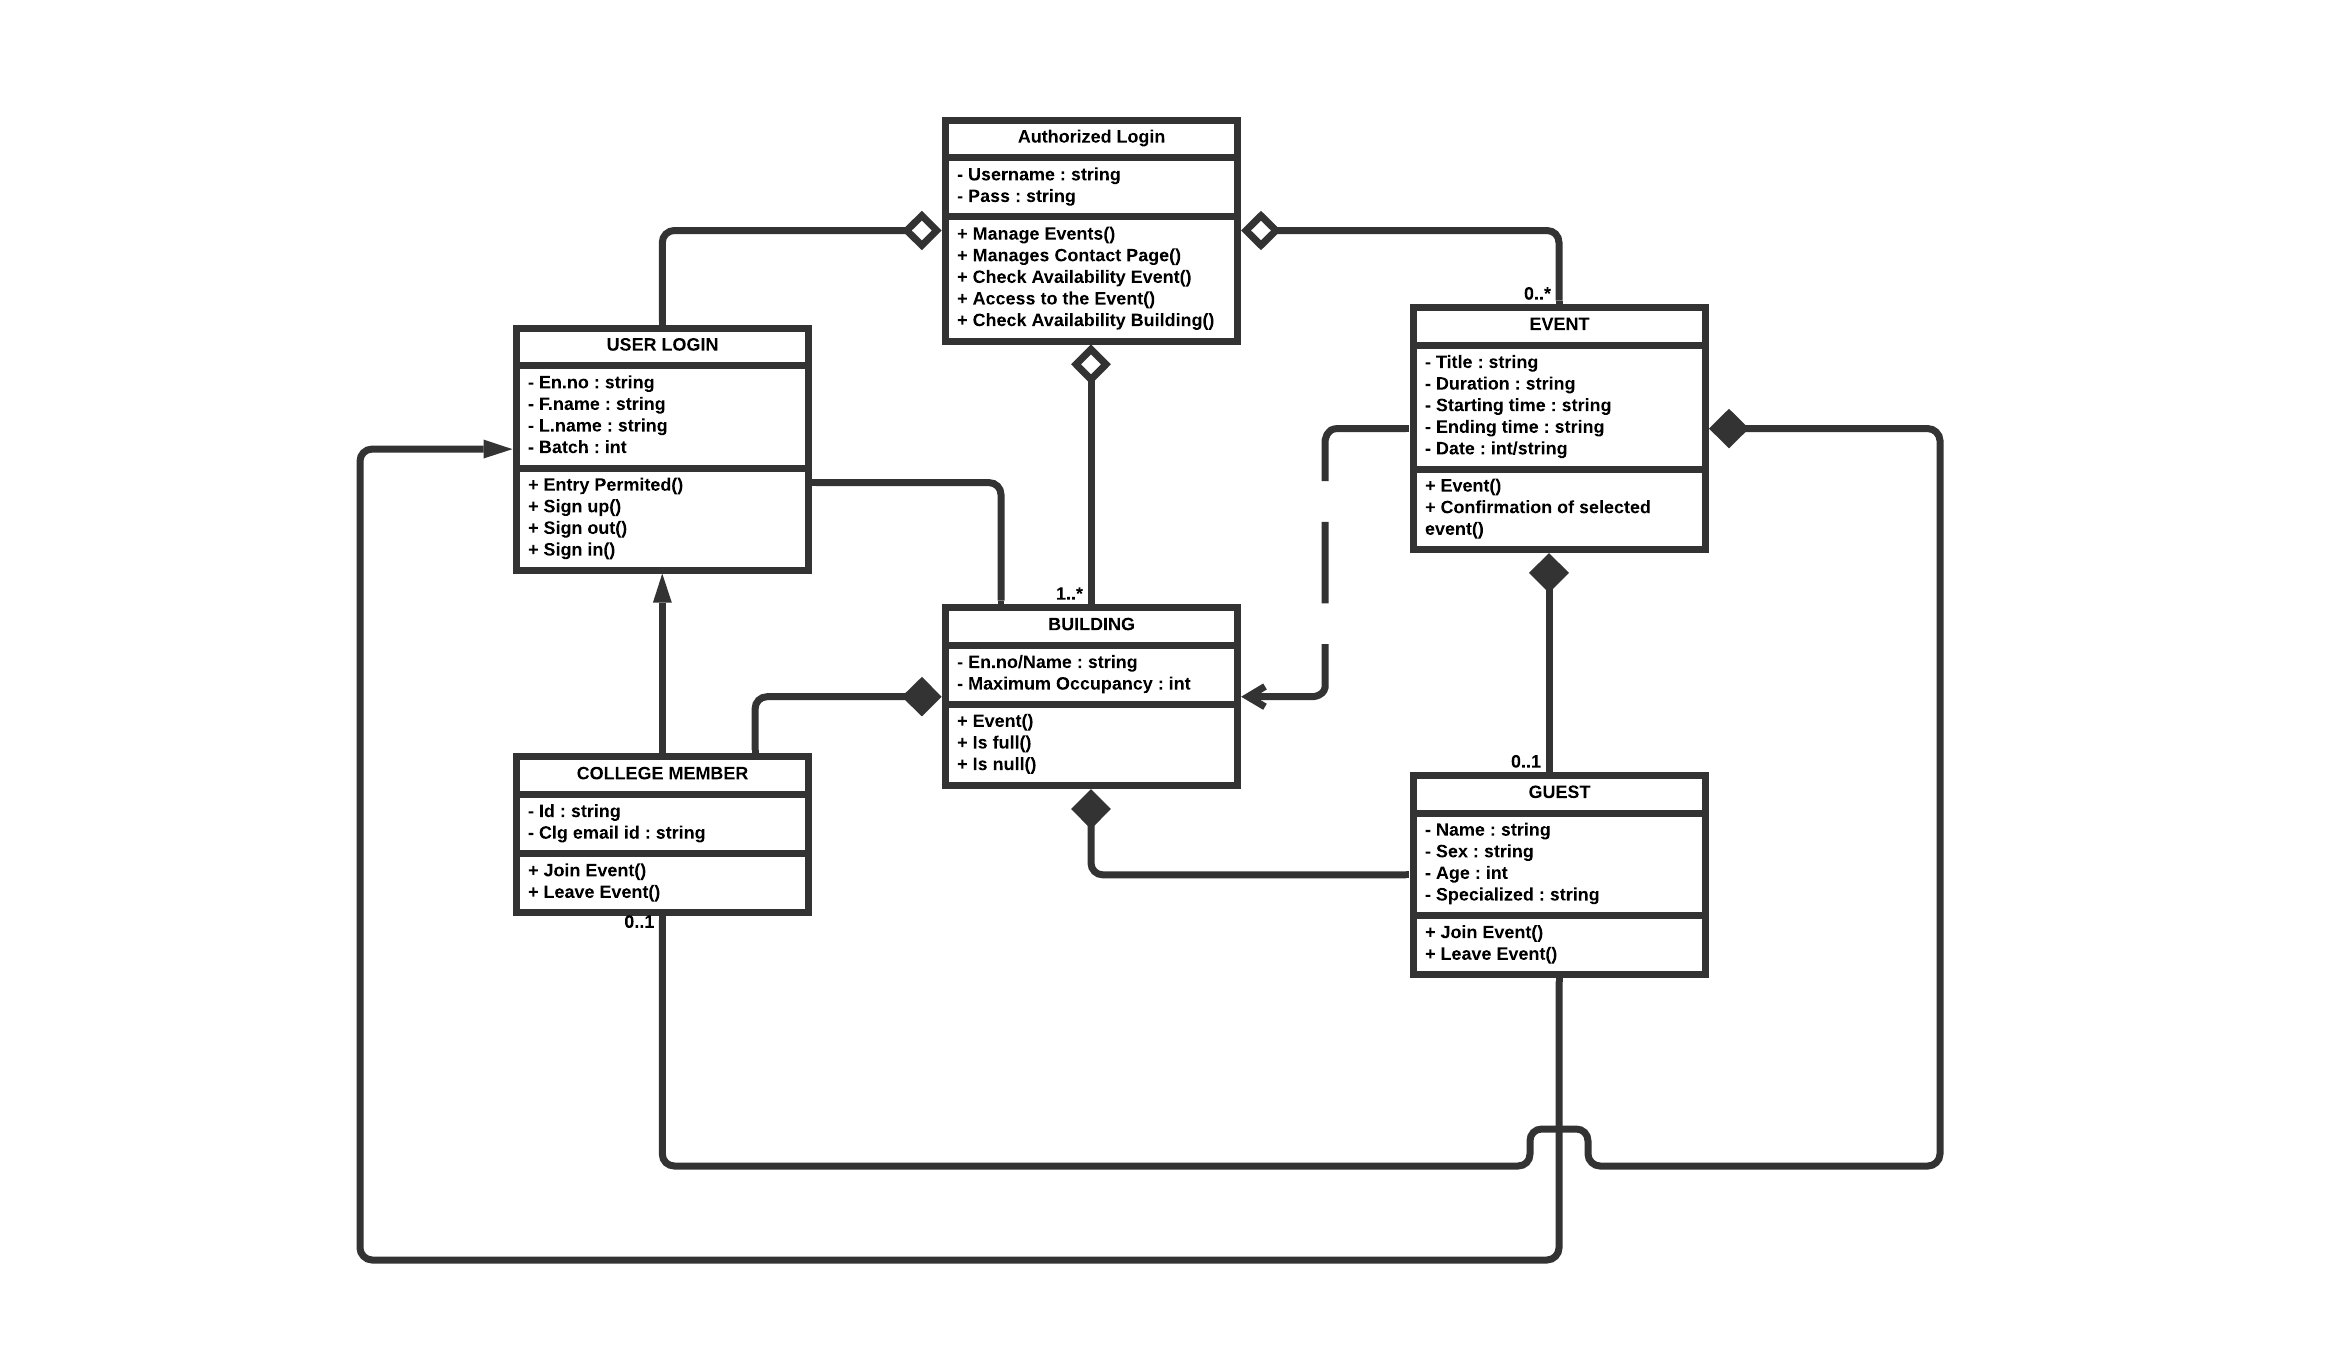 Authorized Login
- Username : string
- Pass : string
+ Manage Events()
+ Manages Contact Page()
+ Check Availability Event()
+ Access to the Event()
+ Check Availability Building()
USER LOGIN
- En.no : string
- F.name : string
- L.name : string
- Batch : int
+ Entry Permited()
+ Sign up()
+ Sign out()
+ Sign in()
0..*
EVENT
- Title : string
- Duration : string
- Starting time : string
- Ending time : string
- Date : int/string
+ Event()
+ Confirmation of selected
event()
1..*
BUILDING
- En.no/Name : string
- Maximum Occupancy : int
+ Event()
+ Is full()
+ Is null()
COLLEGE MEMBER
- Id : string
- Clg email id : string
+ Join Event()
+ Leave Event()
0..1
0..1
GUEST
- Name : string
- Sex : string
- Age : int
- Specialized : string
+ Join Event()
+ Leave Event()